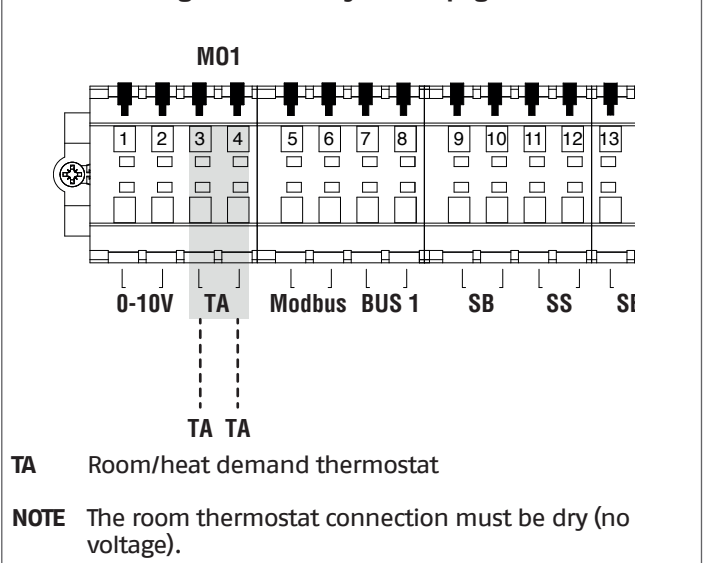 M01
1 2 3 4 5 6 7 8 9 10 11 12 13
0-10V TA Modbus BUS 1 SB SS
TA TA
TA Room/heat demand thermostat
NOTE The room thermostat connection must be dry (no
voltage).